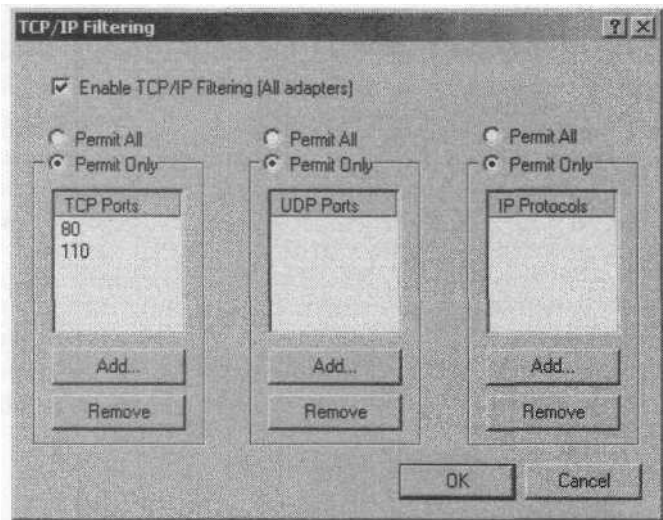 TCP/IP Filtering
Enable TCP/IP Filtering (All adapters)
Permit All
Permit Only
TCP Ports
80
110
Add...
Remove
Permit All
Permit Only
UDP Ports
Add...
Remove
Permit All
Permit Only
IP Protocols
Add...
Remove
OK
Cancel